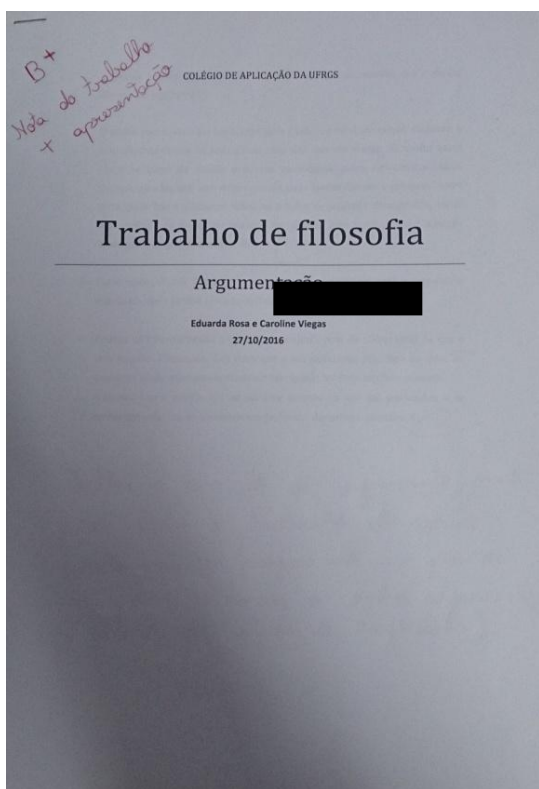 B+
Nota do trabalho
+ apresentação
COLÉGIO DE APLICAÇÃO DA UFRGS
Trabalho de filosofia
Argumentação
Eduarda Rosa e Caroline Viegas
27/10/2016